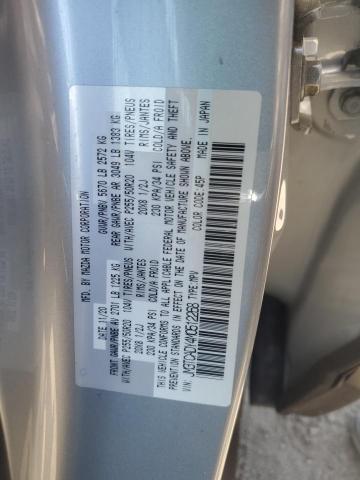 MFD. BY MAZDA MOTOR CORPORATION
11/20 GVWR/PNBV 5670 LB 2572 KG
FRONT GAWR/PNBE AV 2701 LB 1225 KG REAR GAWR/PNBE AR 3049 LB 1383 KG
WITH/AVEC P255/50R20 104V TIRES/PNEUS WITH/AVEC P255/50R20 104V TIRES/PNEUS
20X8 1/2J RIMS/JANTES 20X8 1/2J RIMS/JANTES
230 KPA/34 PSI COLD/A FROID 230 KPA/34 PSI COLD/A FROID
THIS VEHICLE CONFORMS TO ALL APPLICABLE FEDERAL MOTOR VEHICLE SAFETY AND THEFT
PREVENTION STANDARDS IN EFFECT ON THE DATE OF MANUFACTURE SHOWN ABOVE.
COLOR CODE: 45P MADE IN JAPAN
VIN: JM3TCADY4M0512268 TYPE: MPV